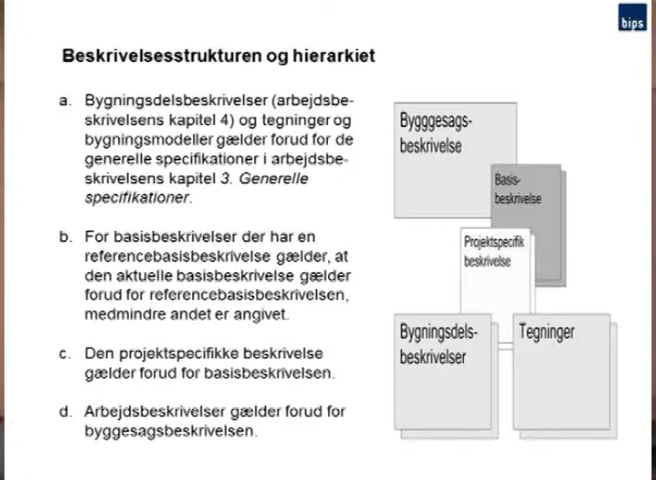 bips
Beskrivelsesstrukturen og hierarkiet
a. Bygningsdelsbeskrivelser (arbejdsbe-
skrivelsens kapitel 4) og tegninger og
bygningsmodeller gælder forud for de
generelle specifikationer i arbejdsbe-
skrivelsens kapitel 3. Generelle
specifikationer.
b. For basisbeskrivelser der har en
referencebasisbeskrivelse gælder, at
den aktuelle basisbeskrivelse gælder
forud for referencebasisbeskrivelsen,
medmindre andet er angivet.
c. Den projektspecifikke beskrivelse
gælder forud for basisbeskrivelsen.
d. Arbejdsbeskrivelser gælder forud for
byggesagsbeskrivelsen.
Bygggesags-
beskrivelse
Basis-
beskrivelse
Projektspecifik
beskrivelse
Bygningsdels-
beskrivelser
Tegninger